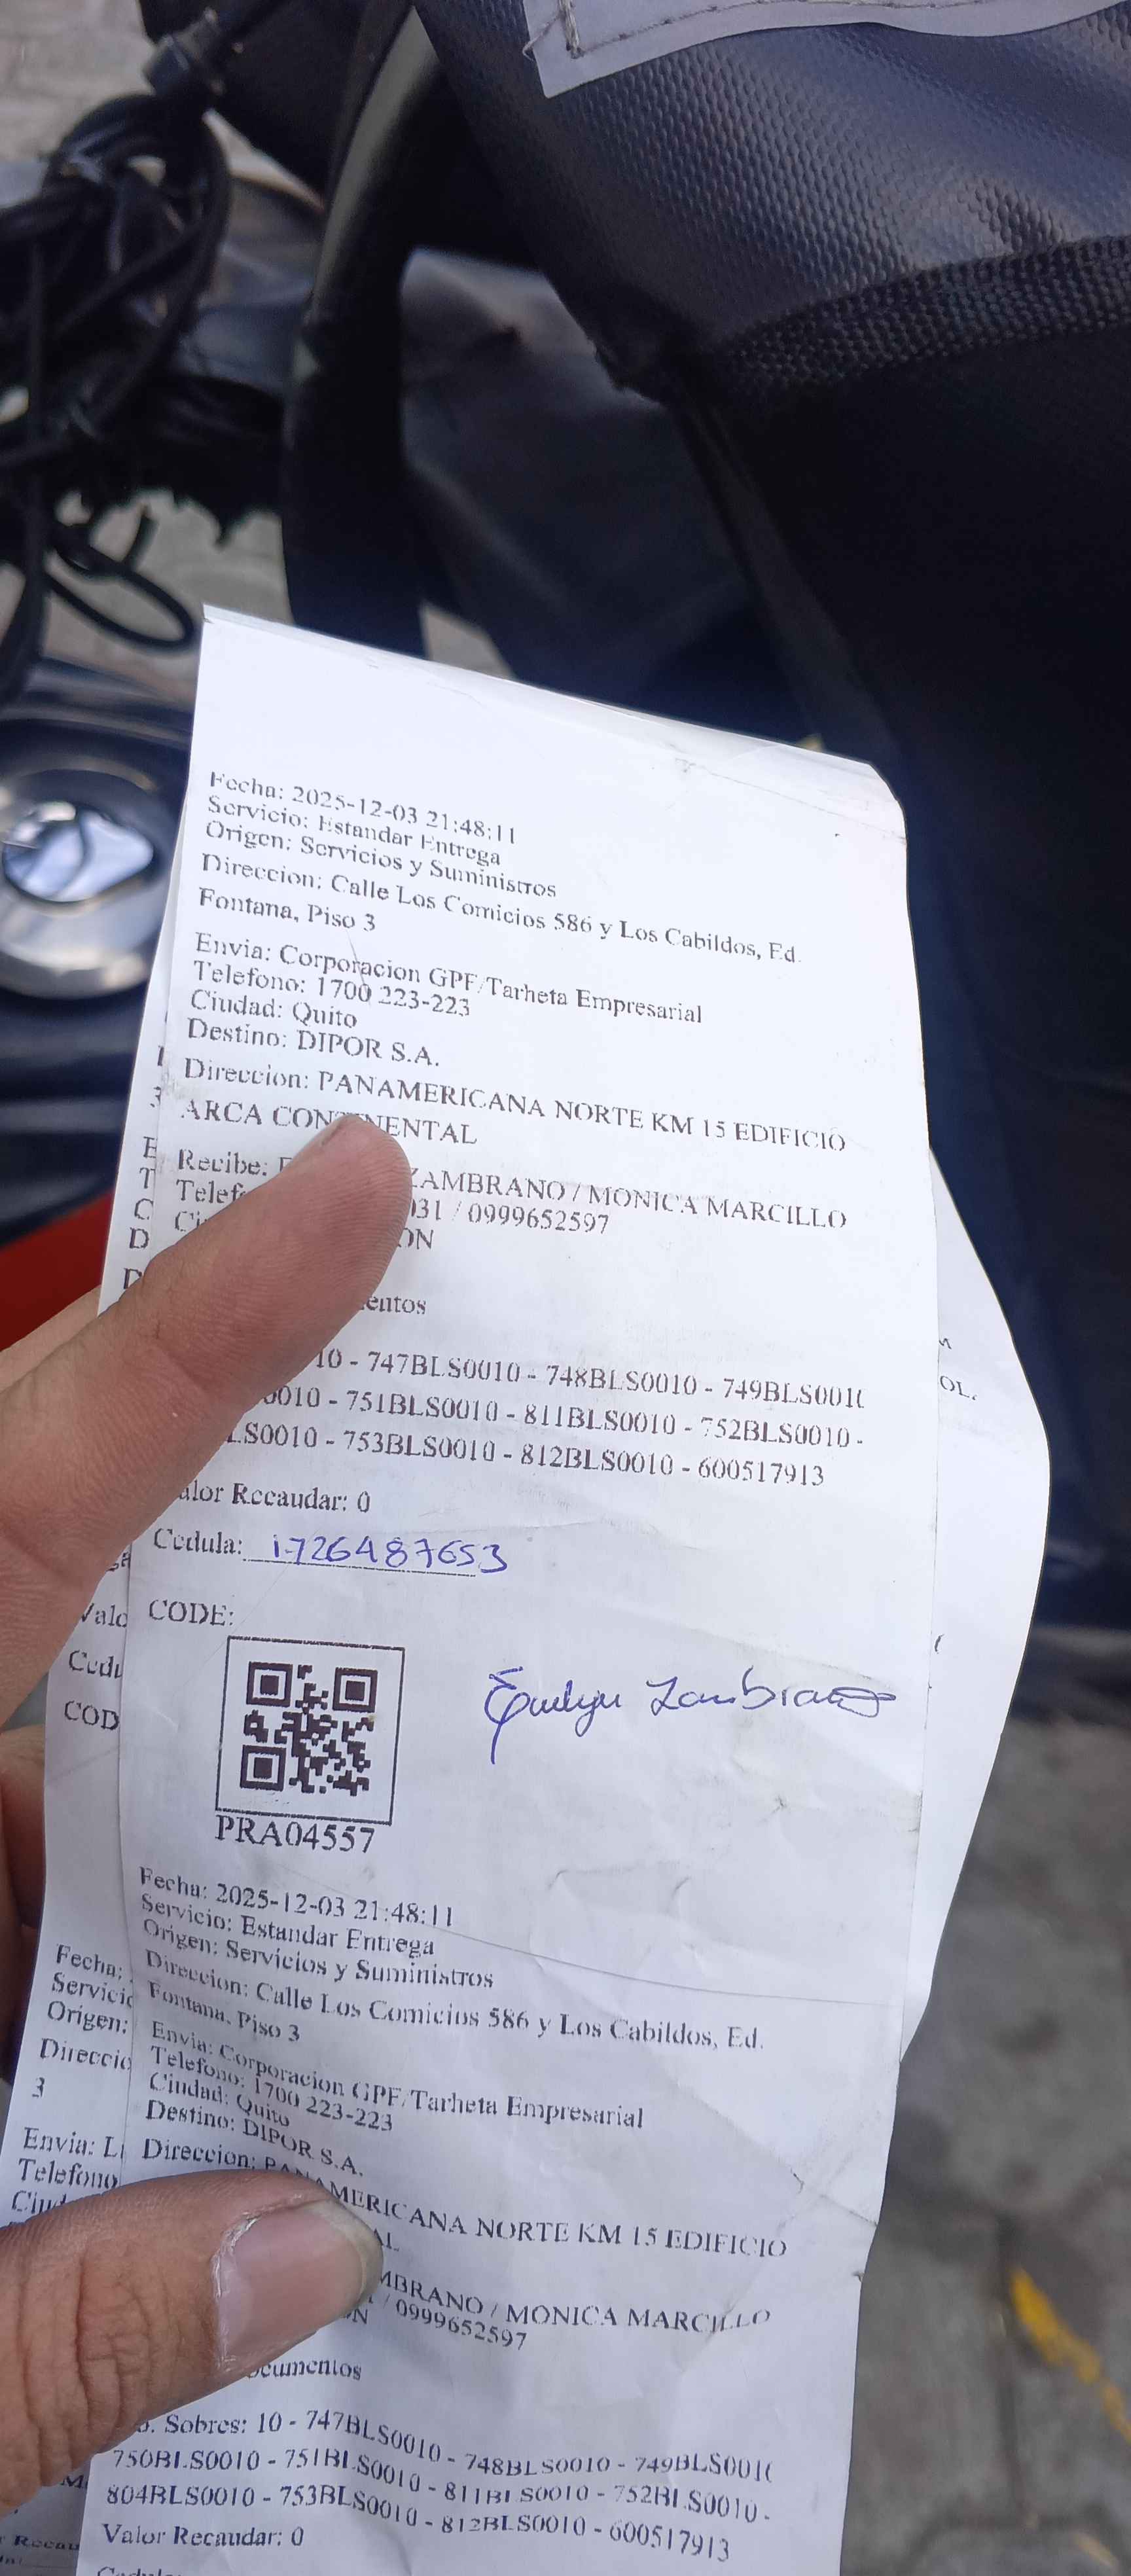 Fecha: 2025-12-03 21:48:11
Servicio: Estandar Entrega
Origen: Servicios y Suministros
Direccion: Calle Los Comicios 586 y Los Cabildos, Ed.
Fontana, Piso 3
Envia: Corporacion GPF/Tarheta Empresarial
Telefono: 1700 223-223
Ciudad: Quito
Destino: DIPOR S.A.
Direccion: PANAMERICANA NORTE KM 15 EDIFICIO
ARCA CONTINENTAL
Recibe: ZAMBRANO / MONICA MARCILLO
031 / 0999652597
ON
entos
10 - 747BLS0010 - 748BLS0010 - 749BLS001
0010 - 751BLS0010 - 811BLS0010 - 752BLS0010 -
LS0010 - 753BLS0010 - 812BLS0010 - 600517913
alor Recaudar: 0
Cedula: 1726487653
CODE:
Evelyn Zambrano
PRA04557
Fecha: 2025-12-03 21:48:11
Servicio: Estandar Entrega
Origen: Servicios y Suministros
Direccion: Calle Los Comicios 586 y Los Cabildos, Ed.
Fontana, Piso 3
Envia: Corporacion GPF/Tarheta Empresarial
Telefono: 1700 223-223
Ciudad: Quito
Destino: DIPOR S.A.
Direccion: PANAMERICANA NORTE KM 15 EDIFICIO
AL
MBRANO / MONICA MARCILLO
/ 0999652597
ON
ocumentos
o. Sobres: 10 - 747BLS0010 - 748BLS0010 - 749BLS001
750BLS0010 - 751BLS0010 - 811BLS0010 - 752BLS0010 -
804BLS0010 - 753BLS0010 - 812BLS0010 - 600517913
Valor Recaudar: 0